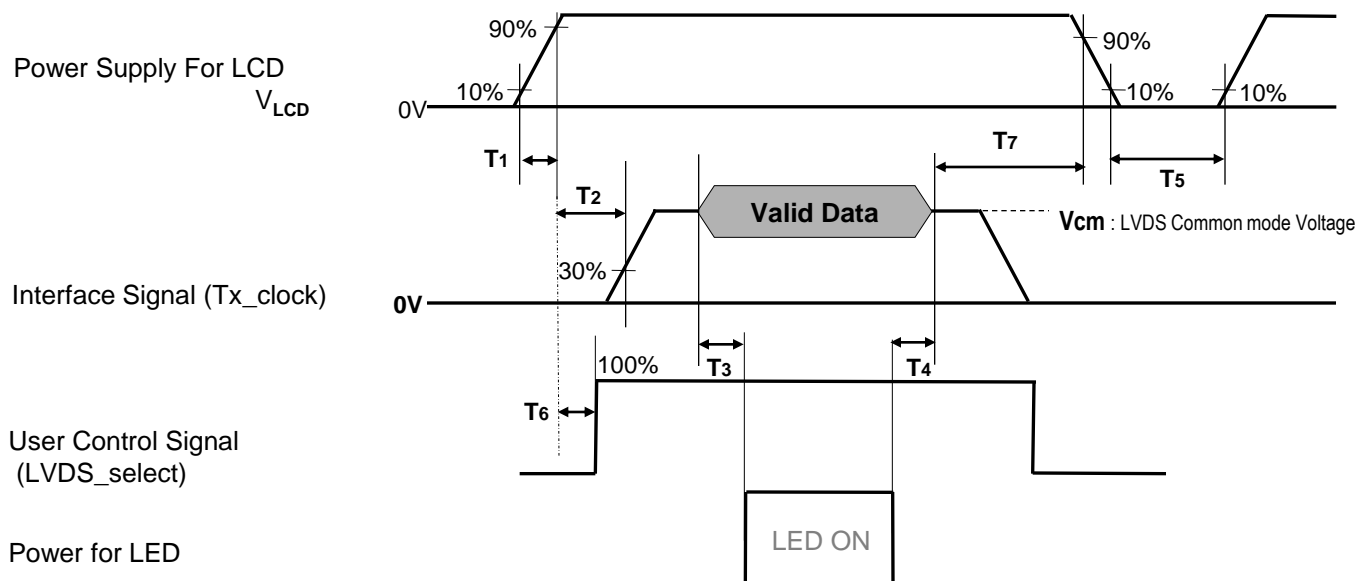 90%
90%
Power Supply For LCD
VLCD
10%
10%
10%
0V
T1
T7
T5
T2
Valid Data
Vcm : LVDS Common mode Voltage
30%
Interface Signal (Tx_clock)
0V
100%
T3
T4
T6
User Control Signal
(LVDS_select)
LED ON
Power for LED